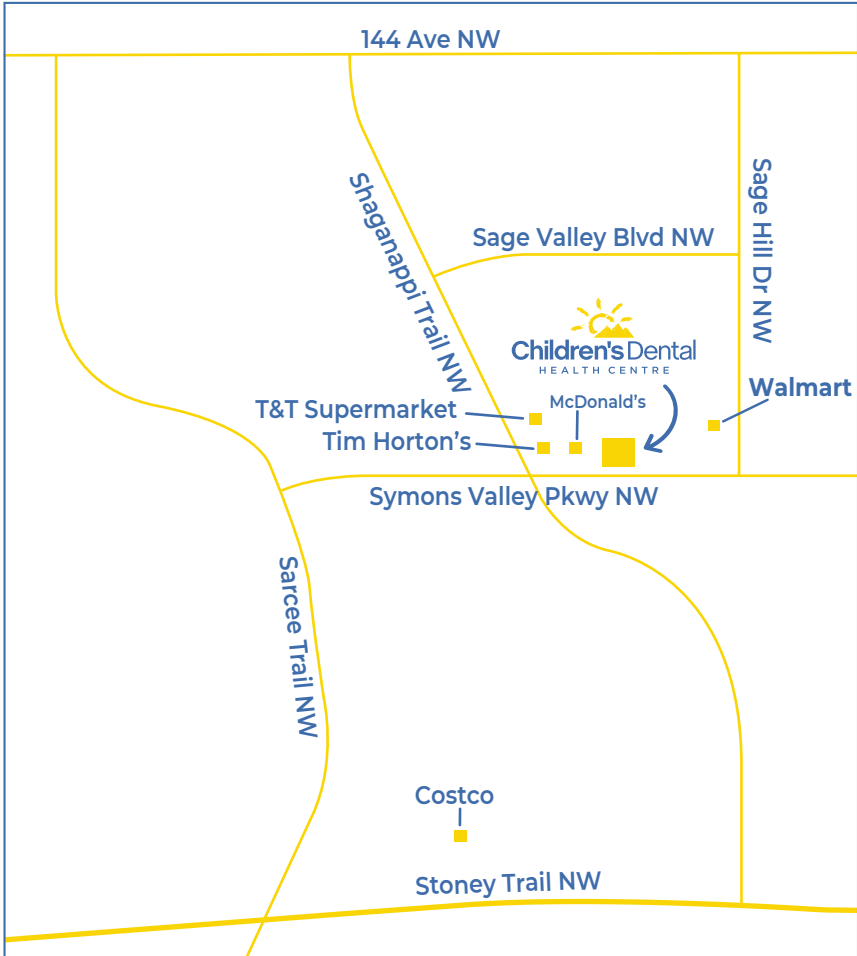 144 Ave NW
Shaganappi Trail NW
Sage Hill Dr NW
Sage Valley Blvd NW
Children's Dental
HEALTH CENTRE
Walmart
McDonald's
T&T Supermarket
Tim Horton's
Symons Valley Pkwy NW
Sarcee Trail NW
Costco
Stoney Trail NW